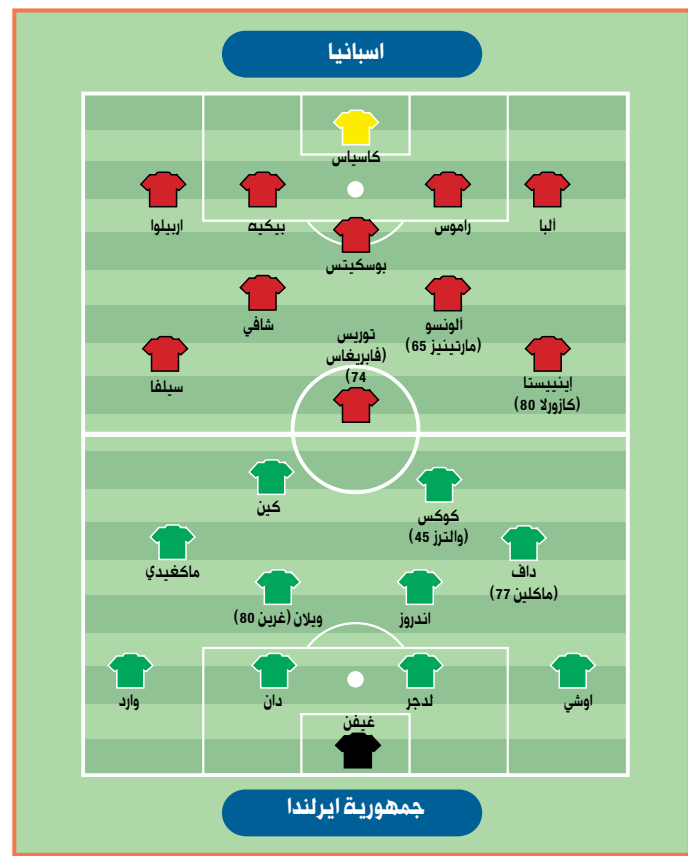 اسبانيا
كاسياس
ألبا
راموس
بيكيه
اربيلوا
بوسكيتس
ألونسو
(مارتينيز 65)
شافي
إينييستا
(كازورلا 80)
توريس
(فابريغاس
74)
سيلفا
كوكس
(والترز 45)
كين
داف
(ماكلين 77)
ماكغيدي
اندروز
ويلان (غرين 80)
اوشي
لدجر
دان
وارد
غيفن
جمهورية ايرلندا